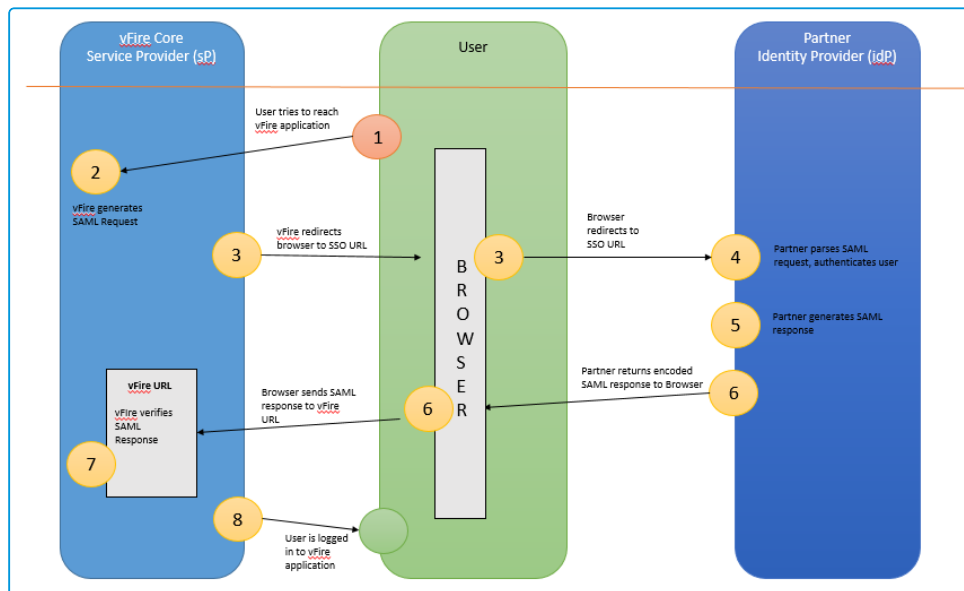 vFire Core
Service Provider (sP)
User
Partner
Identity Provider (idP)
User tries to reach
vFire application
1
2
vFire generates
SAML Request
3
vFire redirects
browser to SSO URL
3
Browser
redirects to
SSO URL
4
Partner parses SAML
request, authenticates user
B
R
O
W
S
E
R
5
Partner generates SAML
response
Partner returns encoded
SAML response to Browser
6
6
Browser sends SAML
response to vFire
URL
vFire URL
vFire verifies
SAML
Response
7
8
User is logged
in to vFire
application